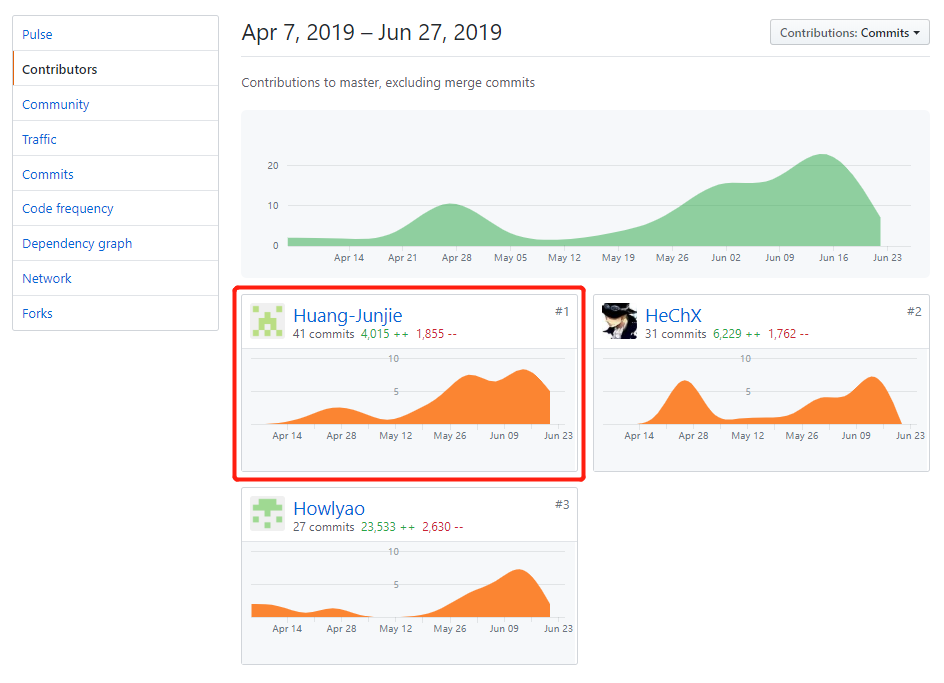 Pulse
Contributors
Community
Traffic
Commits
Code frequency
Dependency graph
Network
Forks
Apr 7, 2019 – Jun 27, 2019
Contributions: Commits
Contributions to master, excluding merge commits
20
10
0
Apr 14 Apr 21 Apr 28 May 05 May 12 May 19 May 26 Jun 02 Jun 09 Jun 16 Jun 23
Huang-Junjie #1
41 commits 4,015 ++ 1,855 --
10
5
Apr 14 Apr 28 May 12 May 26 Jun 09 Jun 23
HeChX #2
31 commits 6,229 ++ 1,762 --
10
5
Apr 14 Apr 28 May 12 May 26 Jun 09 Jun 23
Howlyao #3
27 commits 23,533 ++ 2,630 --
10
5
Apr 14 Apr 28 May 12 May 26 Jun 09 Jun 23